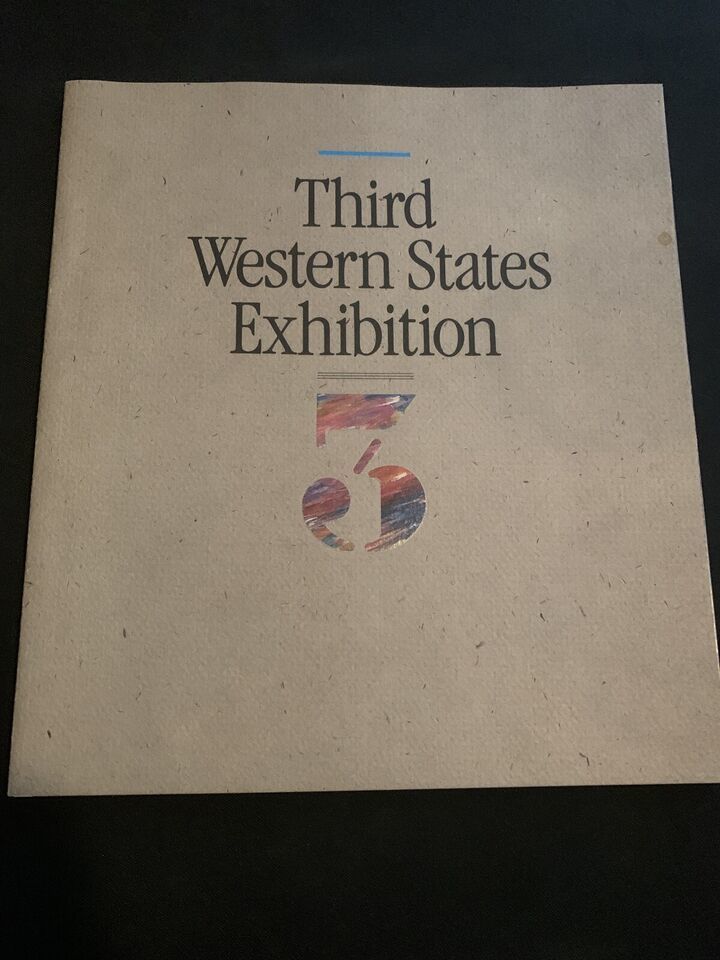 Third
Western States
Exhibition
3